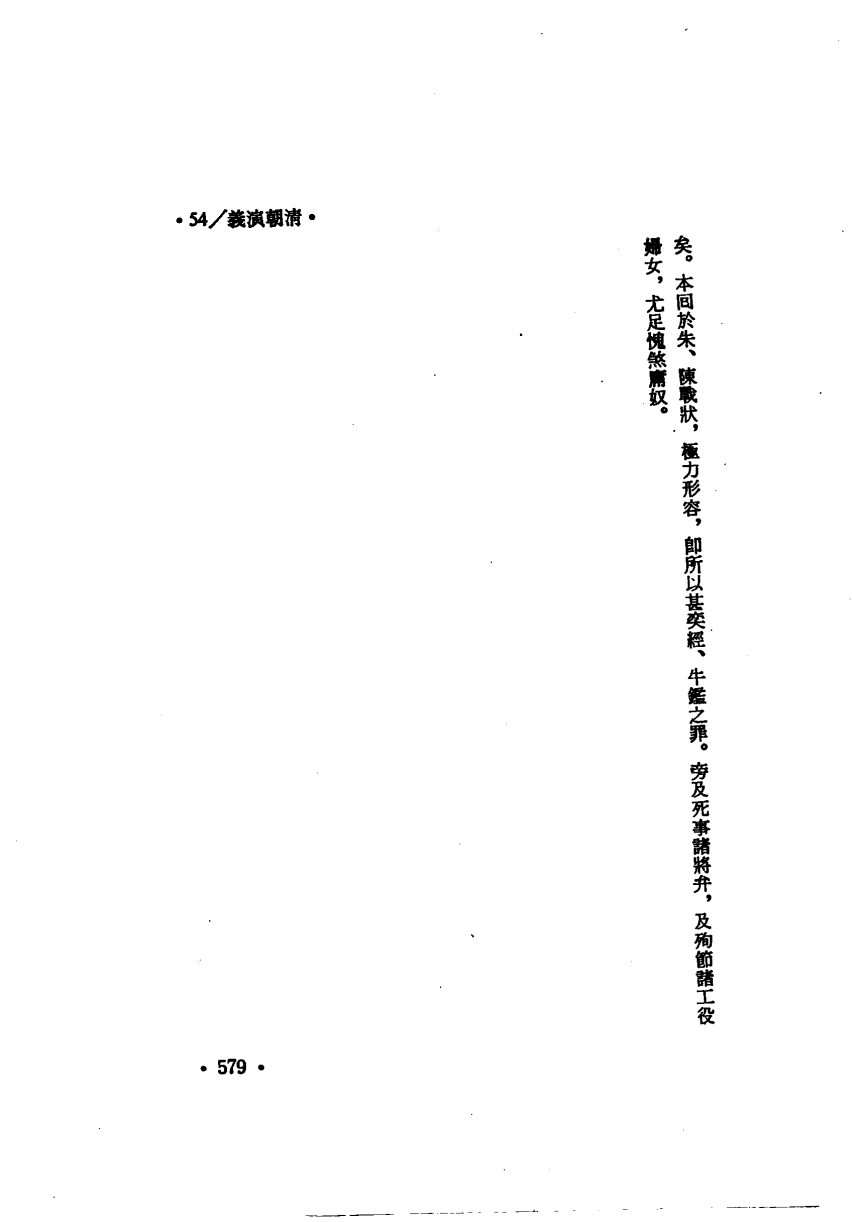 •清朝演義/54•
矣。本回於朱、陳戰狀，極力形容，卽所以甚奕經、牛鑑之罪。旁及死事諸將弁，及殉節諸工役
婦女，尤足愧煞庸奴。
•579•